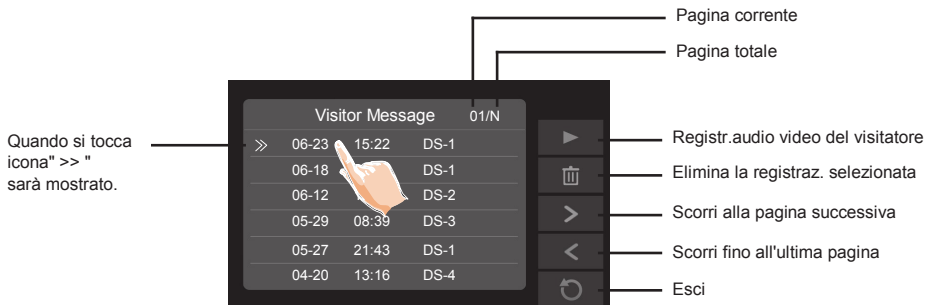 Pagina corrente
Pagina totale
Visitor Message 01/N
Quando si tocca
icona" >> "
sarà mostrato.
>> 06-23 15:22 DS-1
06-18 DS-1
06-12 DS-2
05-29 08:39 DS-3
05-27 21:43 DS-1
04-20 13:16 DS-4
Registr.audio video del visitatore
Elimina la registraz. selezionata
Scorri alla pagina successiva
Scorri fino all'ultima pagina
Esci